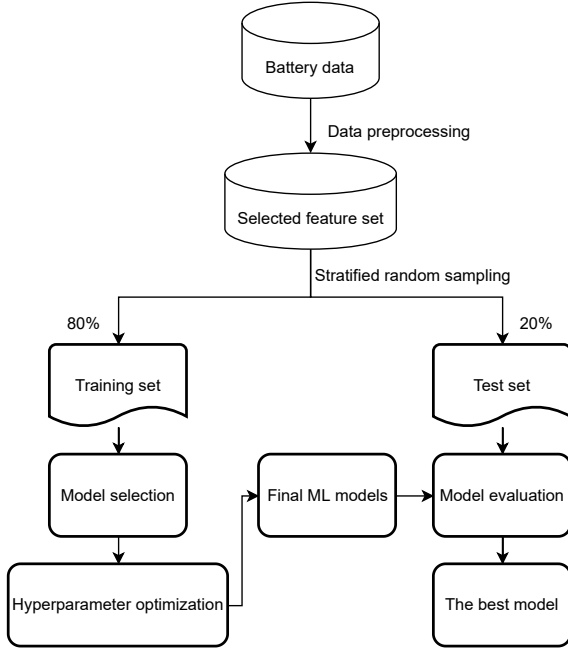 Battery data
Data preprocessing
Selected feature set
Stratified random sampling
80%
20%
Training set
Test set
Model selection
Final ML models
Model evaluation
Hyperparameter optimization
The best model